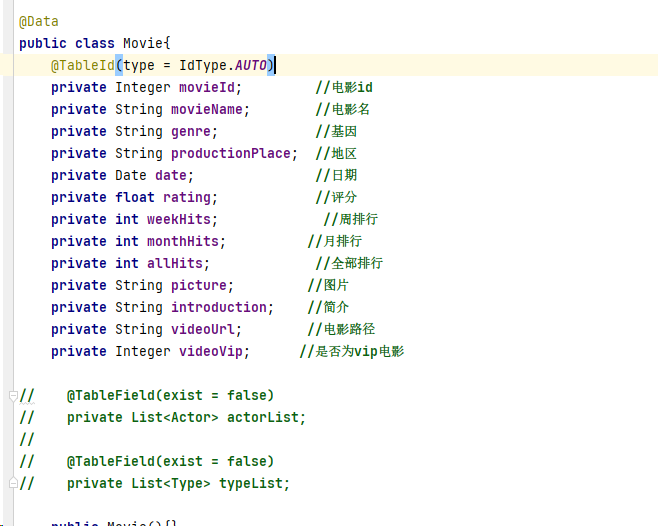 @Data
public class Movie{
@TableId(type = IdType.AUTO)
private Integer movieId; //电影id
private String movieName; //电影名
private String genre; //基因
private String productionPlace; //地区
private Date date; //日期
private float rating; //评分
private int weekHits; //周排行
private int monthHits; //月排行
private int allHits; //全部排行
private String picture; //图片
private String introduction; //简介
private String videoUrl; //电影路径
private Integer videoVip; //是否为vip电影
// @TableField(exist = false)
// private List<Actor> actorList;
//
// @TableField(exist = false)
// private List<Type> typeList;
public Movie(){}